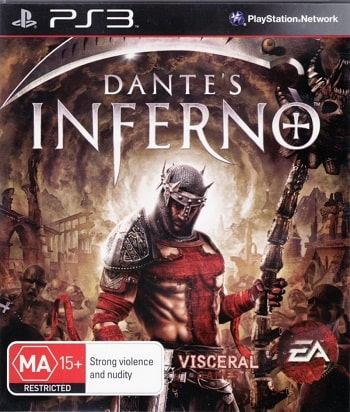 PS3
PlayStation Network
DANTE'S
INFERNO
MA 15+
RESTRICTED
Strong violence
and nudity
VISCERAL
EA